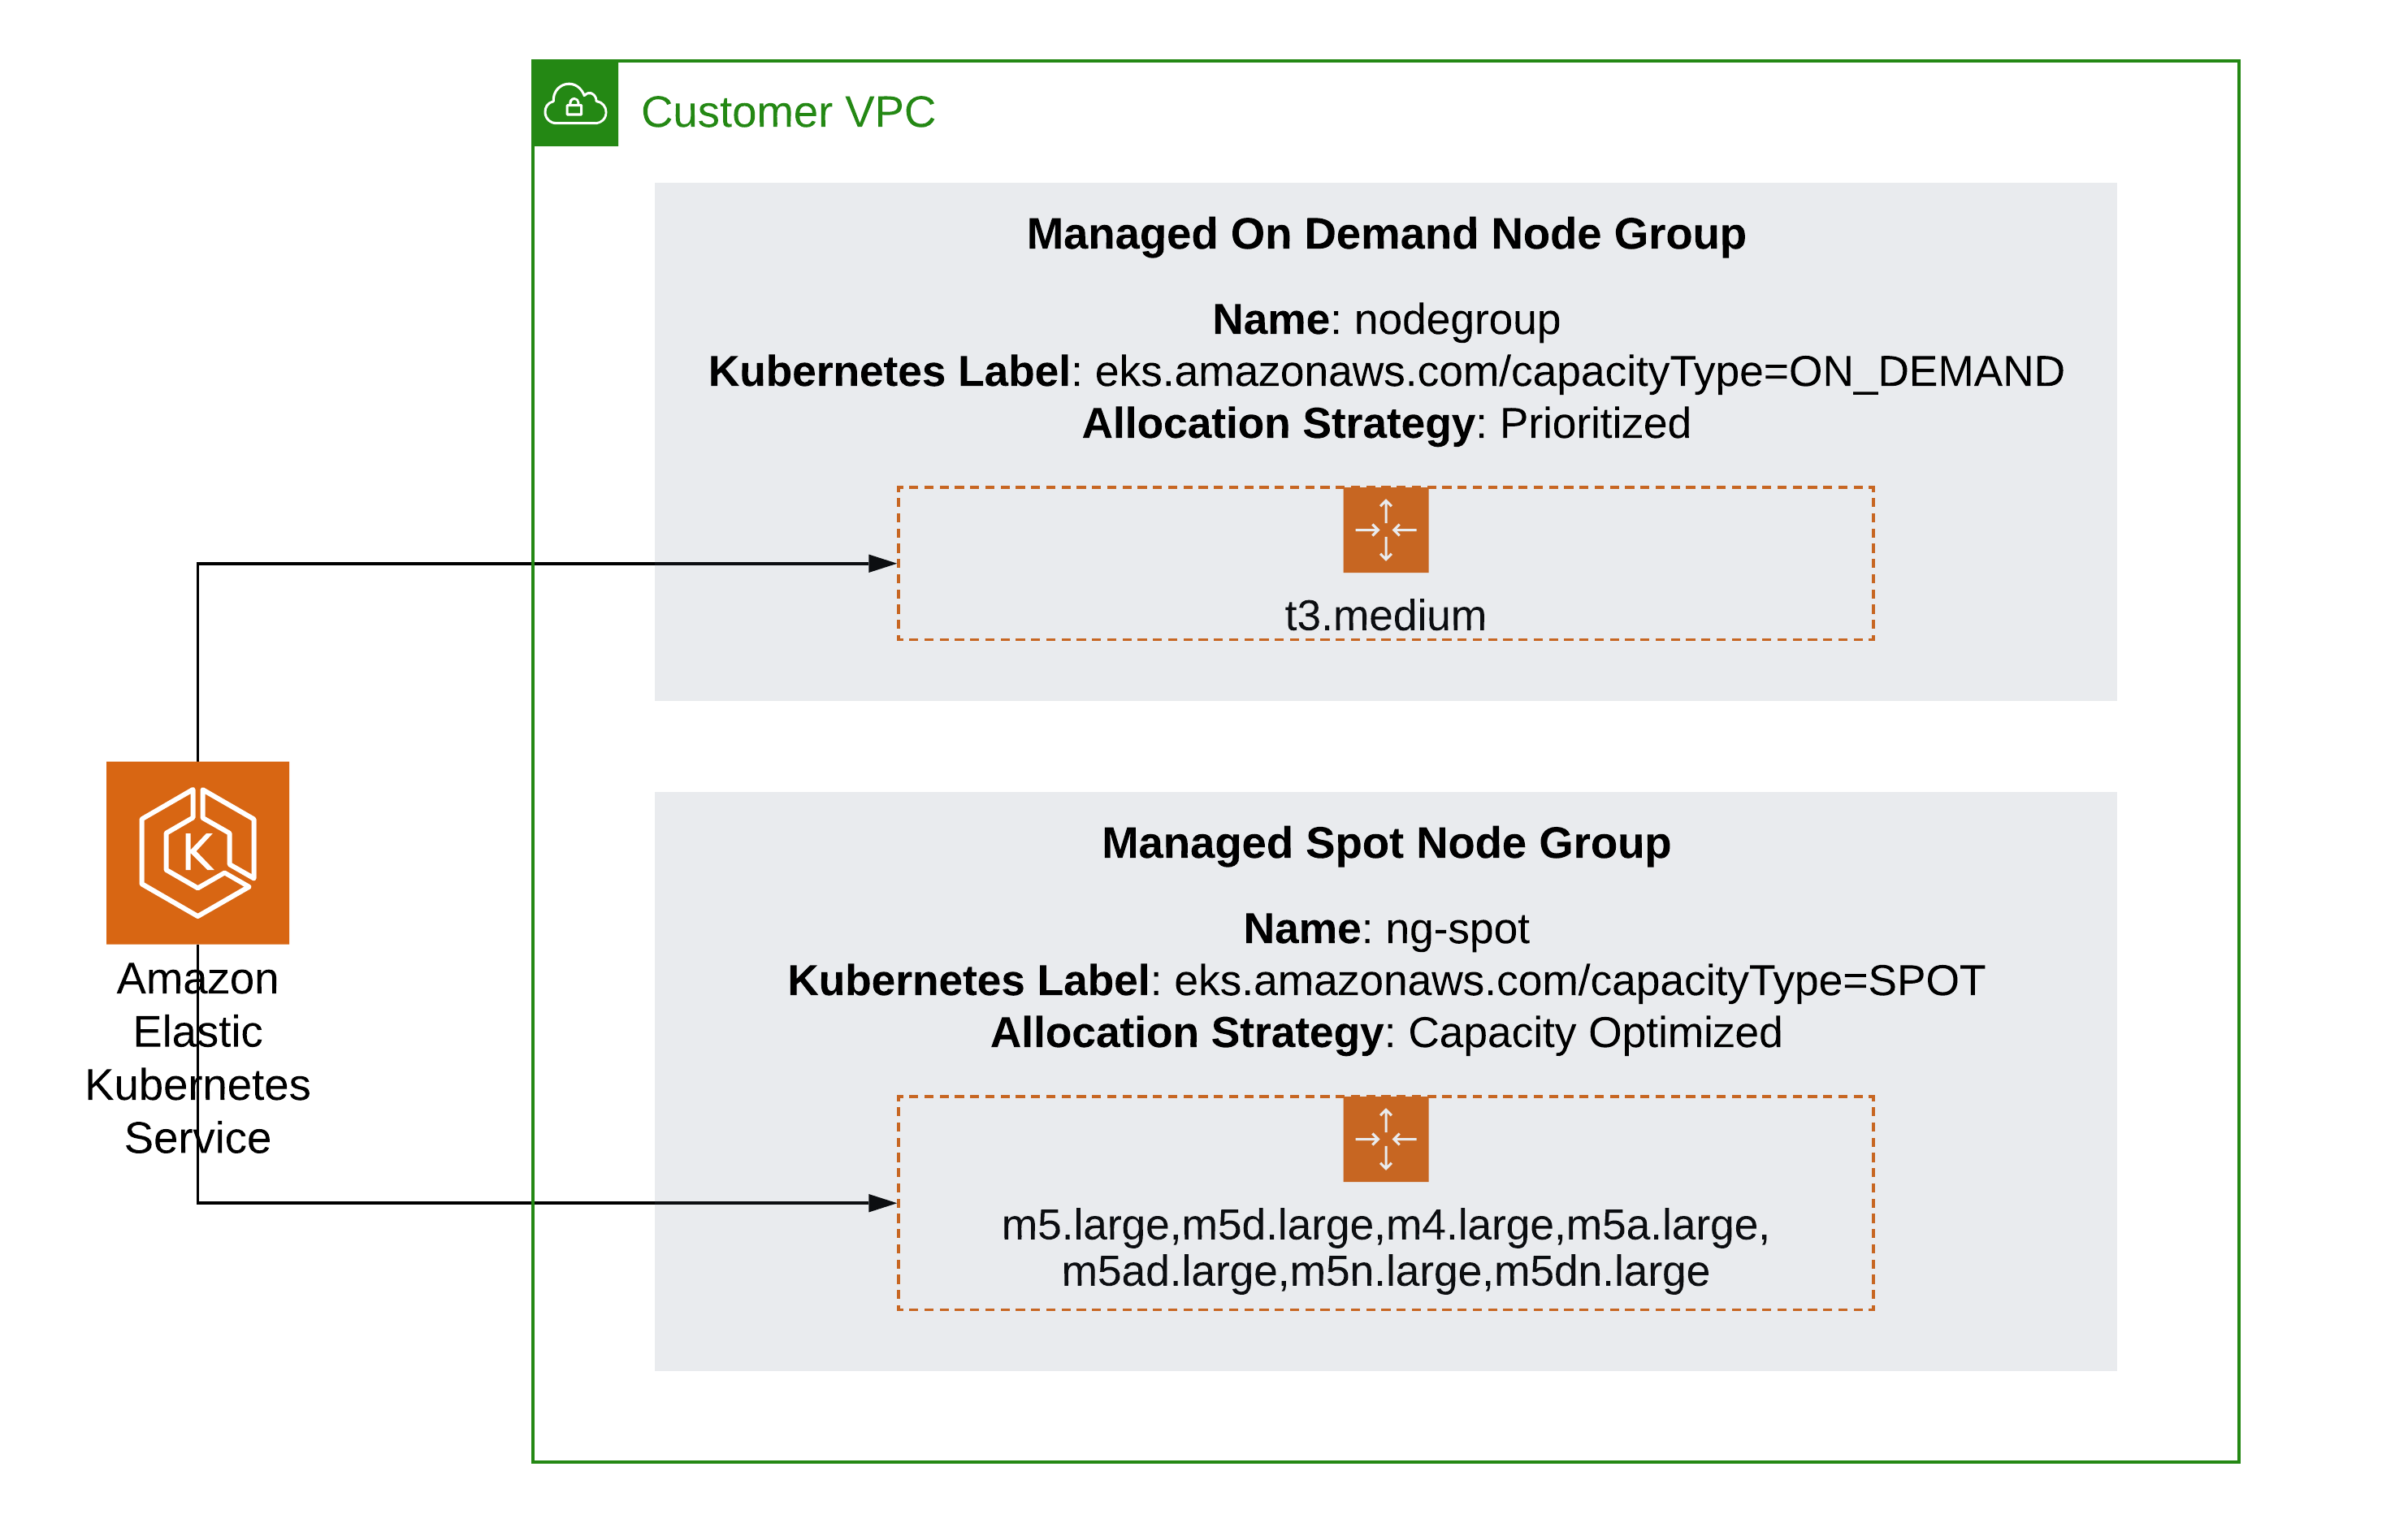 Customer VPC
Managed On Demand Node Group
Name: nodegroup
Kubernetes Label: eks.amazonaws.com/capacityType=ON_DEMAND
Allocation Strategy: Prioritized
t3.medium
K
Amazon
Elastic
Kubernetes
Service
Managed Spot Node Group
Name: ng-spot
Kubernetes Label: eks.amazonaws.com/capacityType=SPOT
Allocation Strategy: Capacity Optimized
m5.large,m5d.large,m4.large,m5a.large,
m5ad.large,m5n.large,m5dn.large